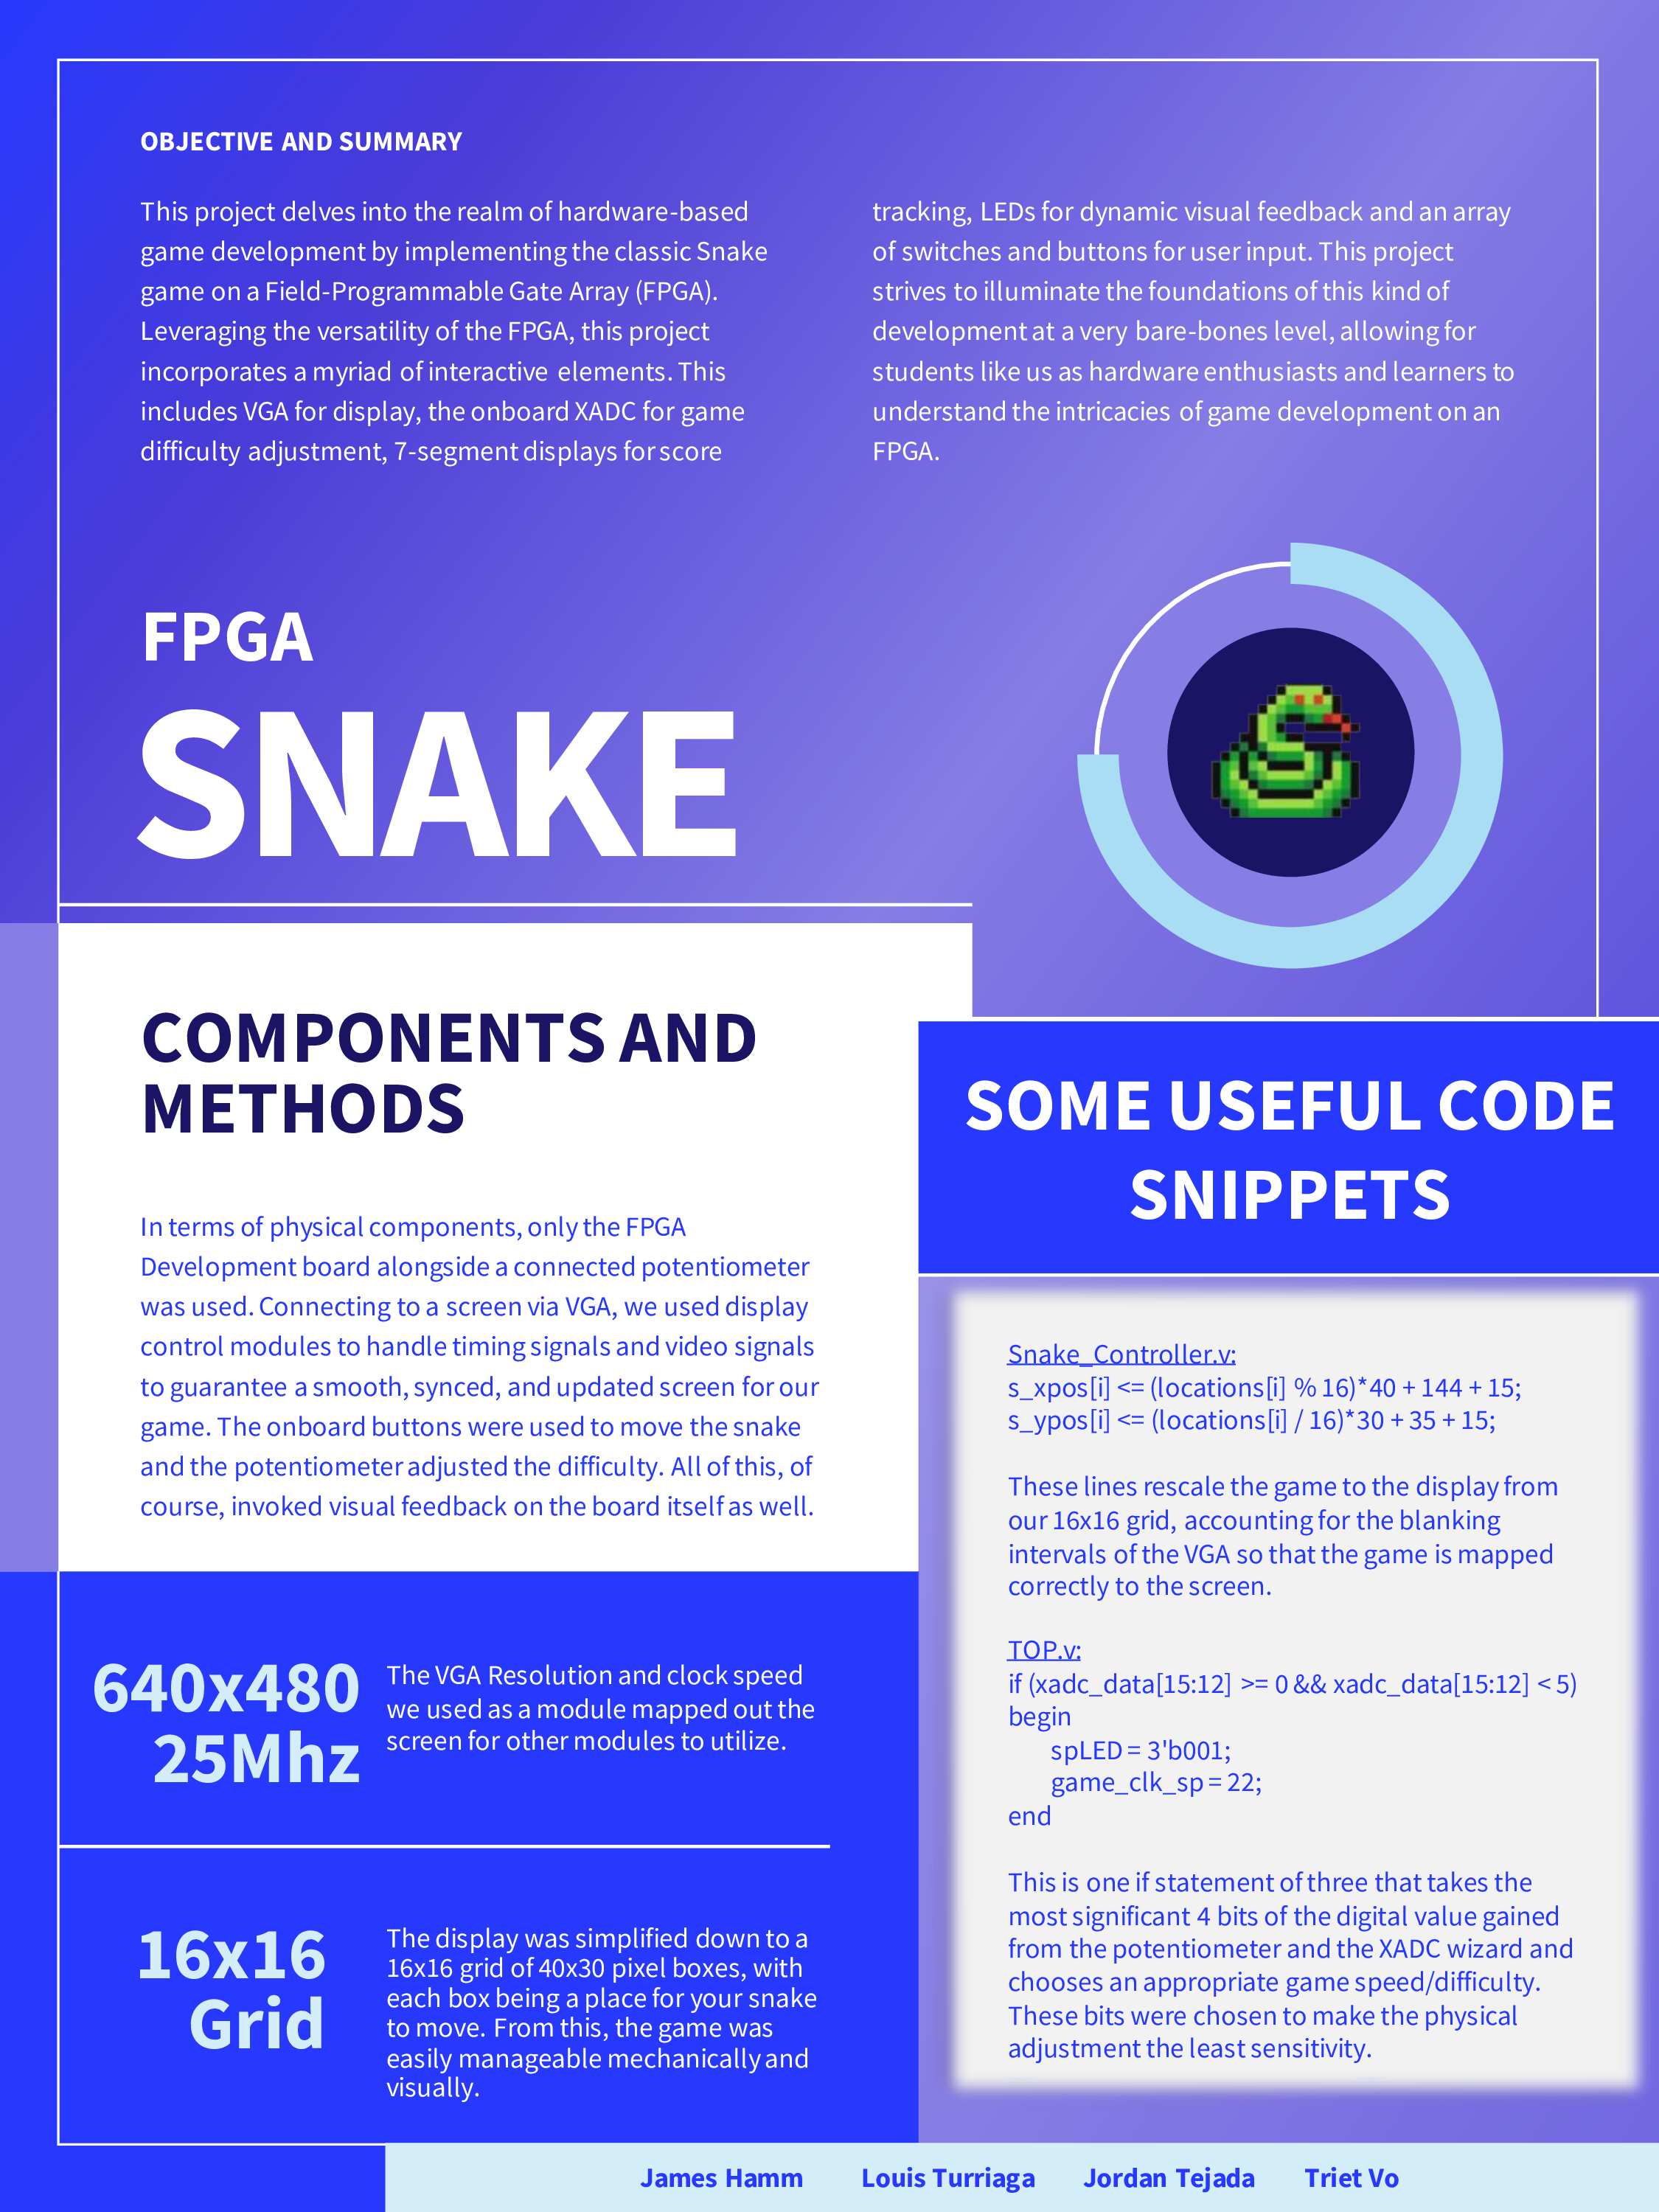 OBJECTIVE AND SUMMARY
This project delves into the realm of hardware-based
game development by implementing the classic Snake
game on a Field-Programmable Gate Array (FPGA).
Leveraging the versatility of the FPGA, this project
incorporates a myriad of interactive elements. This
includes VGA for display, the onboard XADC for game
difficulty adjustment, 7-segment displays for score
tracking, LEDs for dynamic visual feedback and an array
of switches and buttons for user input. This project
strives to illuminate the foundations of this kind of
development at a very bare-bones level, allowing for
students like us as hardware enthusiasts and learners to
understand the intricacies of game development on an
FPGA.
FPGA
SNAKE
COMPONENTS AND
METHODS
In terms of physical components, only the FPGA
Development board alongside a connected potentiometer
was used. Connecting to a screen via VGA, we used display
control modules to handle timing signals and video signals
to guarantee a smooth, synced, and updated screen for our
game. The onboard buttons were used to move the snake
and the potentiometer adjusted the difficulty. All of this, of
course, invoked visual feedback on the board itself as well.
640x480
25Mhz
The VGA Resolution and clock speed
we used as a module mapped out the
screen for other modules to utilize.
16x16
Grid
The display was simplified down to a
16x16 grid of 40x30 pixel boxes, with
each box being a place for your snake
to move. From this, the game was
easily manageable mechanically and
visually.
SOME USEFUL CODE
SNIPPETS
Snake_Controller.v:
s_xpos[i] <= (locations[i] % 16)*40 + 144 + 15;
s_ypos[i] <= (locations[i] / 16)*30 + 35 + 15;
These lines rescale the game to the display from
our 16x16 grid, accounting for the blanking
intervals of the VGA so that the game is mapped
correctly to the screen.
TOP.v:
if (xadc_data[15:12] >= 0 && xadc_data[15:12] < 5)
begin
spLED = 3'b001;
game_clk_sp = 22;
end
This is one if statement of three that takes the
most significant 4 bits of the digital value gained
from the potentiometer and the XADC wizard and
chooses an appropriate game speed/difficulty.
These bits were chosen to make the physical
adjustment the least sensitivity.
James Hamm Louis Turriaga Jordan Tejada Triet Vo